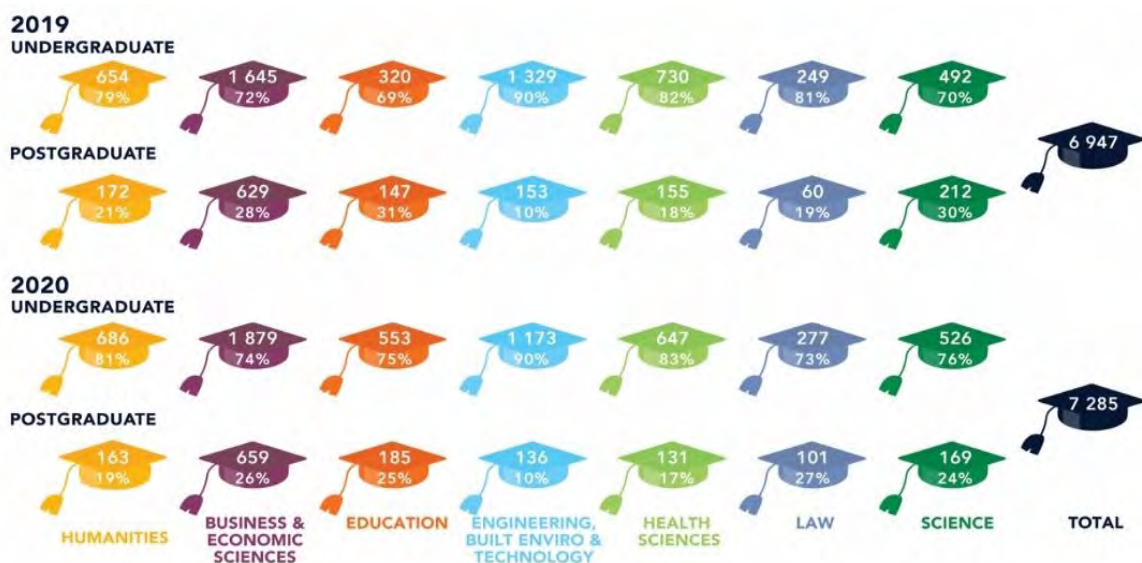 2019
UNDERGRADUATE
654 1 645 320 1 329 730 249 492
79% 72% 69% 90% 82% 81% 70%
6 947
POSTGRADUATE
172 629 147 153 155 60 212
21% 28% 31% 10% 18% 19% 30%
2020
UNDERGRADUATE
686 1 879 553 1 173 647 277 526
81% 74% 75% 90% 83% 73% 76%
7 285
POSTGRADUATE
163 659 185 136 131 101 169
19% 26% 25% 10% 17% 27% 24%
HUMANITIES
BUSINESS &
ECONOMIC
SCIENCES
EDUCATION
ENGINEERING,
BUILT ENVIRO &
TECHNOLOGY
HEALTH
SCIENCES
LAW
SCIENCE
TOTAL